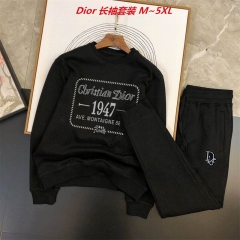 Dior 长袖套装 M~5XL
Christian Dior
1947
AVE. MONTAIGNE 30